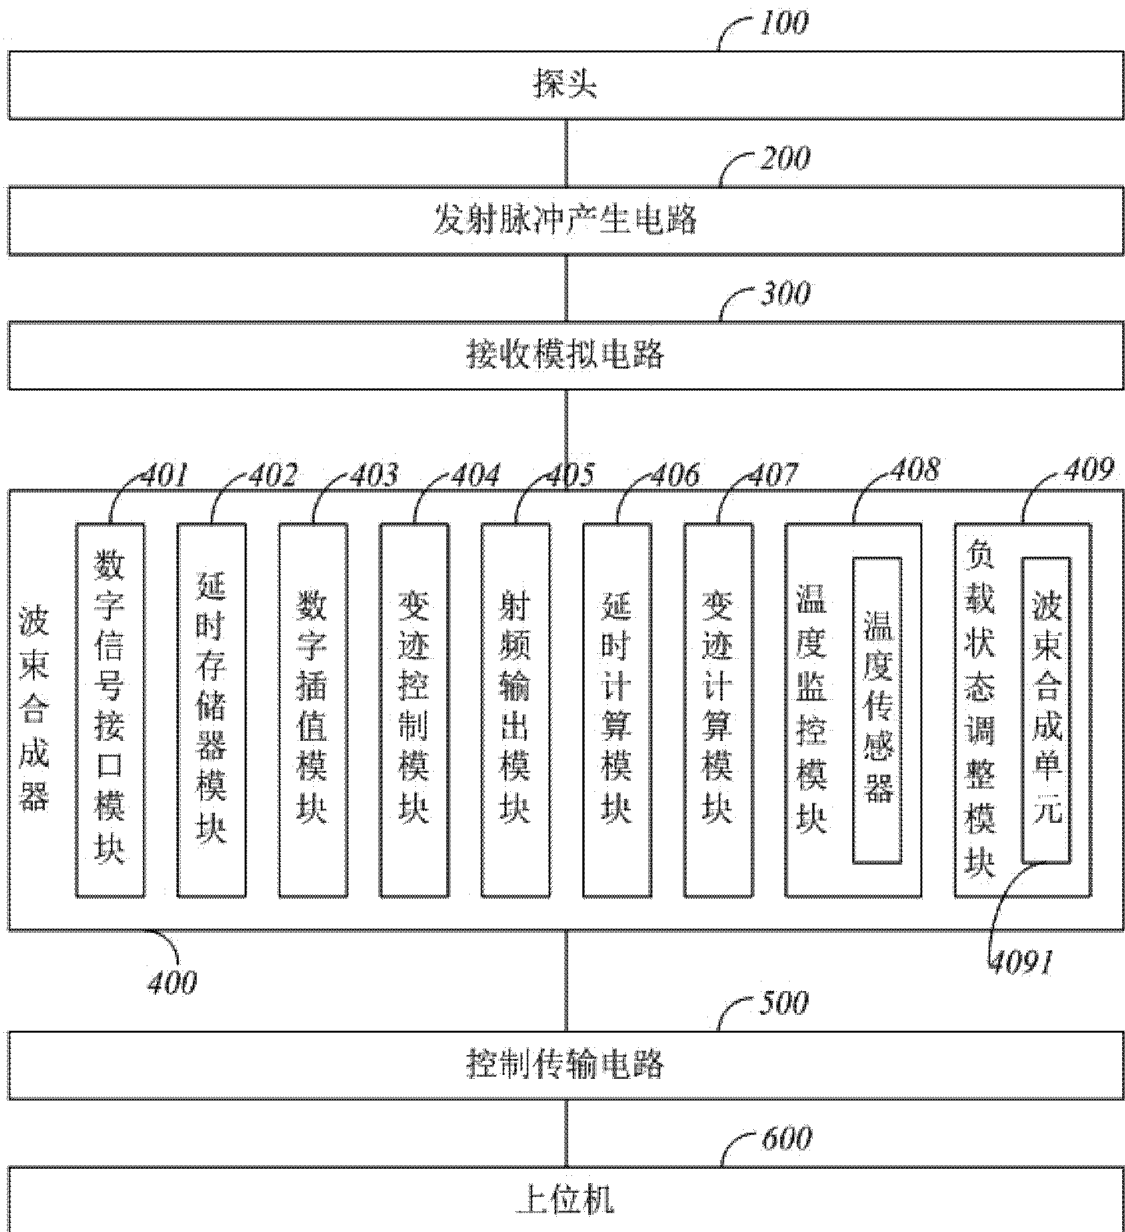 100
探头
200
发射脉冲产生电路
300
接收模拟电路
401
402
403
404
405
406
407
408
409
波束合成器
数字信号接口模块
延时存储器模块
数字插值模块
变迹控制模块
射频输出模块
延时计算模块
变迹计算模块
温度监控模块
温度传感器
负载状态调整模块
波束合成单元
400
4091
500
控制传输电路
600
上位机